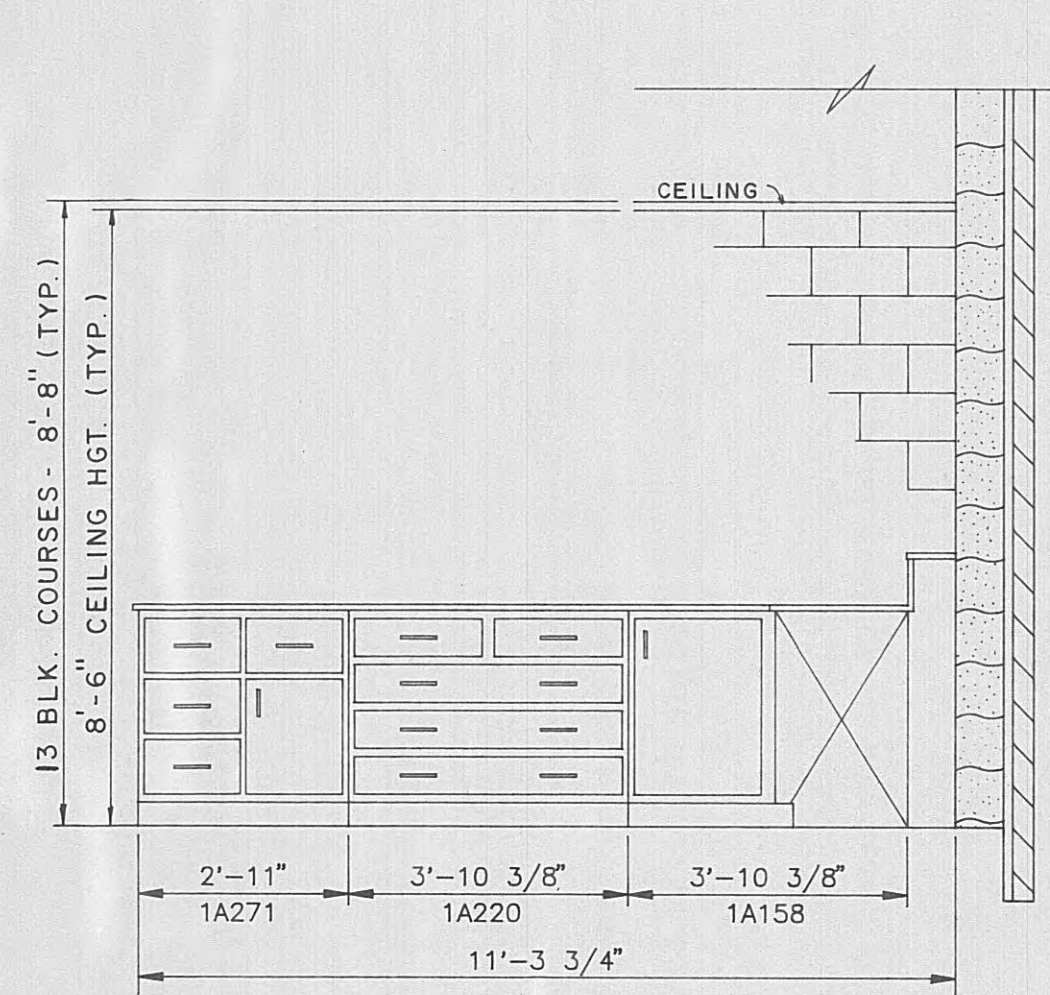 CEILING
13 BLK. COURSES - 8'-8" (TYP.)
8'-6" CEILING HGT. (TYP.)
2'-11"
3'-10 3/8"
3'-10 3/8"
1A271
1A220
1A158
11'-3 3/4"